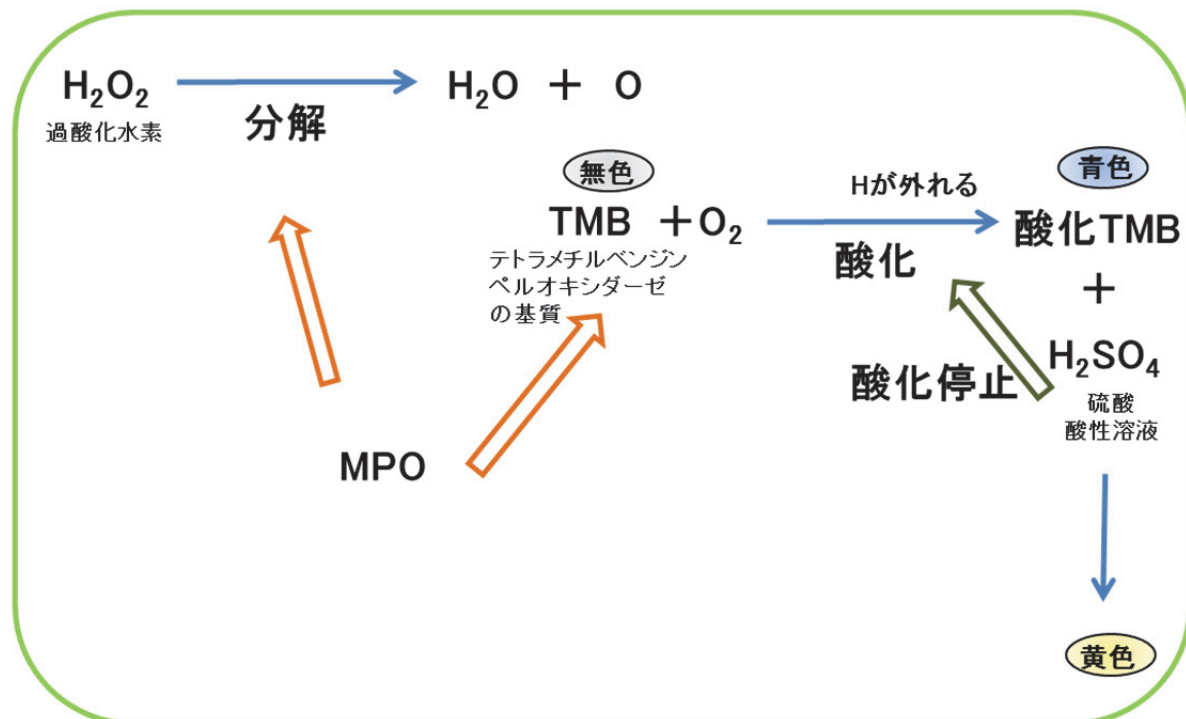 H₂O₂
過酸化水素
分解
H₂O + O
無色
TMB +O₂
テトラメチルベンジン
ペルオキシダーゼ
の基質
Hが外れる
酸化
青色
酸化TMB
+
H₂SO₄
硫酸
酸性溶液
酸化停止
MPO
黄色